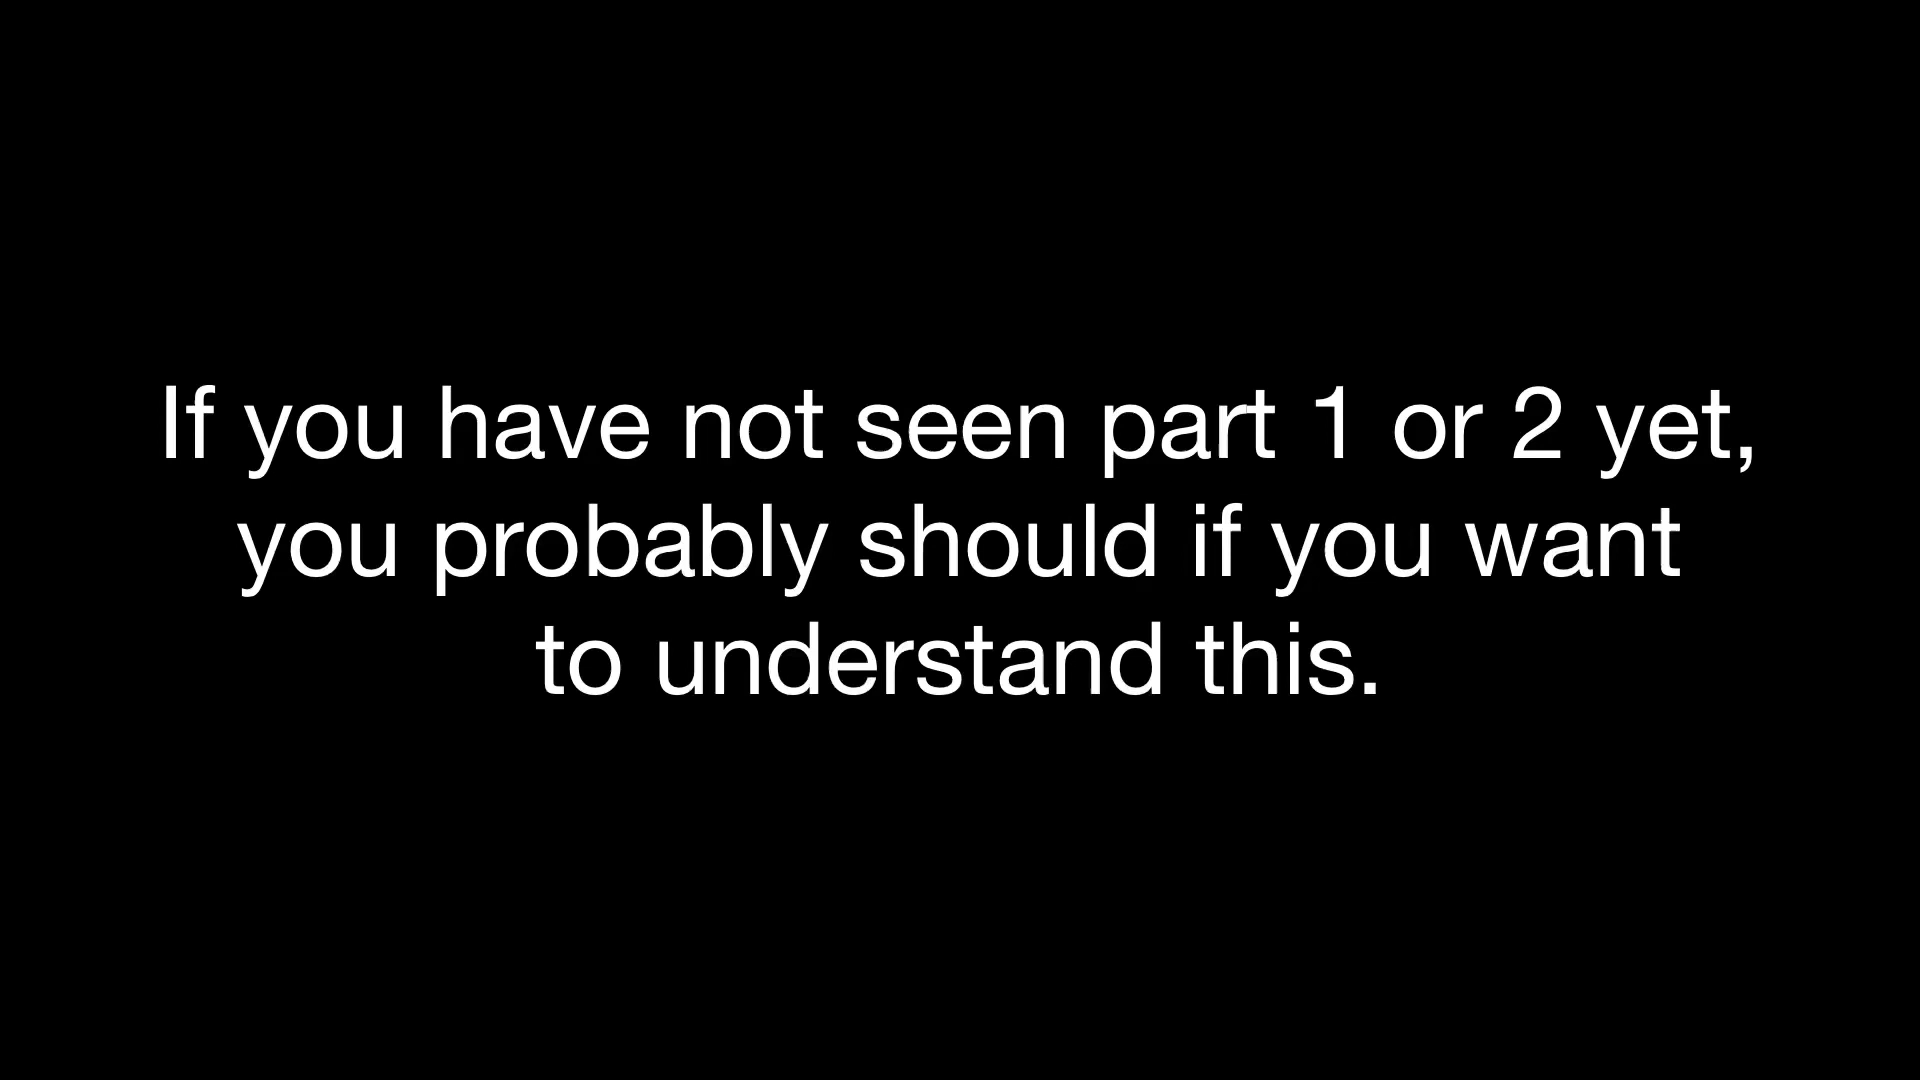 If you have not seen part 1 or 2 yet,
you probably should if you want
to understand this.